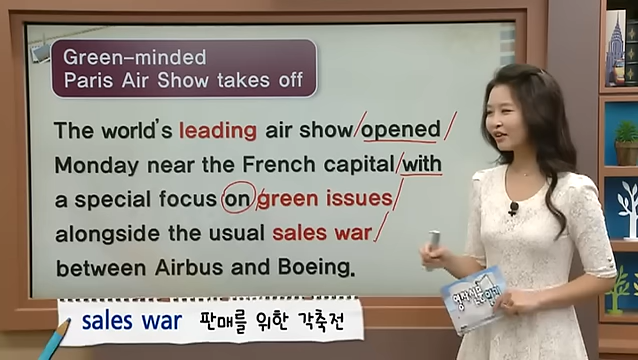 Green-minded
Paris Air Show takes off
The world's leading air show opened
Monday near the French capital with
a special focus on green issues
alongside the usual sales war
between Airbus and Boeing.
sales war 판매를 위한 각축전